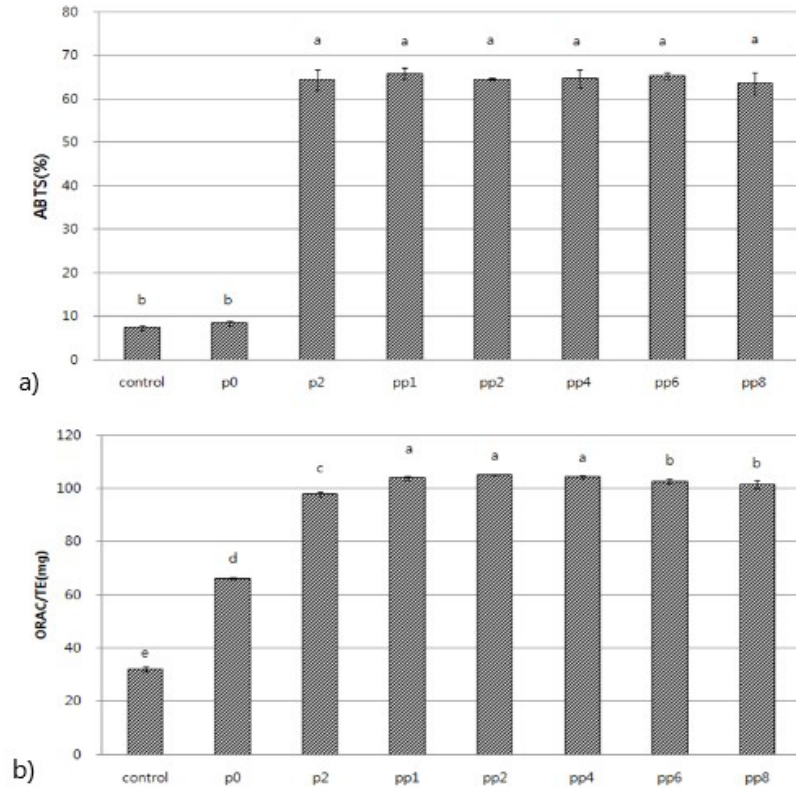 80
70
60
50
40
30
20
10
0
ABTS(%)
b b a a a a a a
control p0 p2 pp1 pp2 pp4 pp6 pp8
a)
120
100
80
60
40
20
0
ORAC/TE(mg)
e d c a a a b b
control p0 p2 pp1 pp2 pp4 pp6 pp8
b)